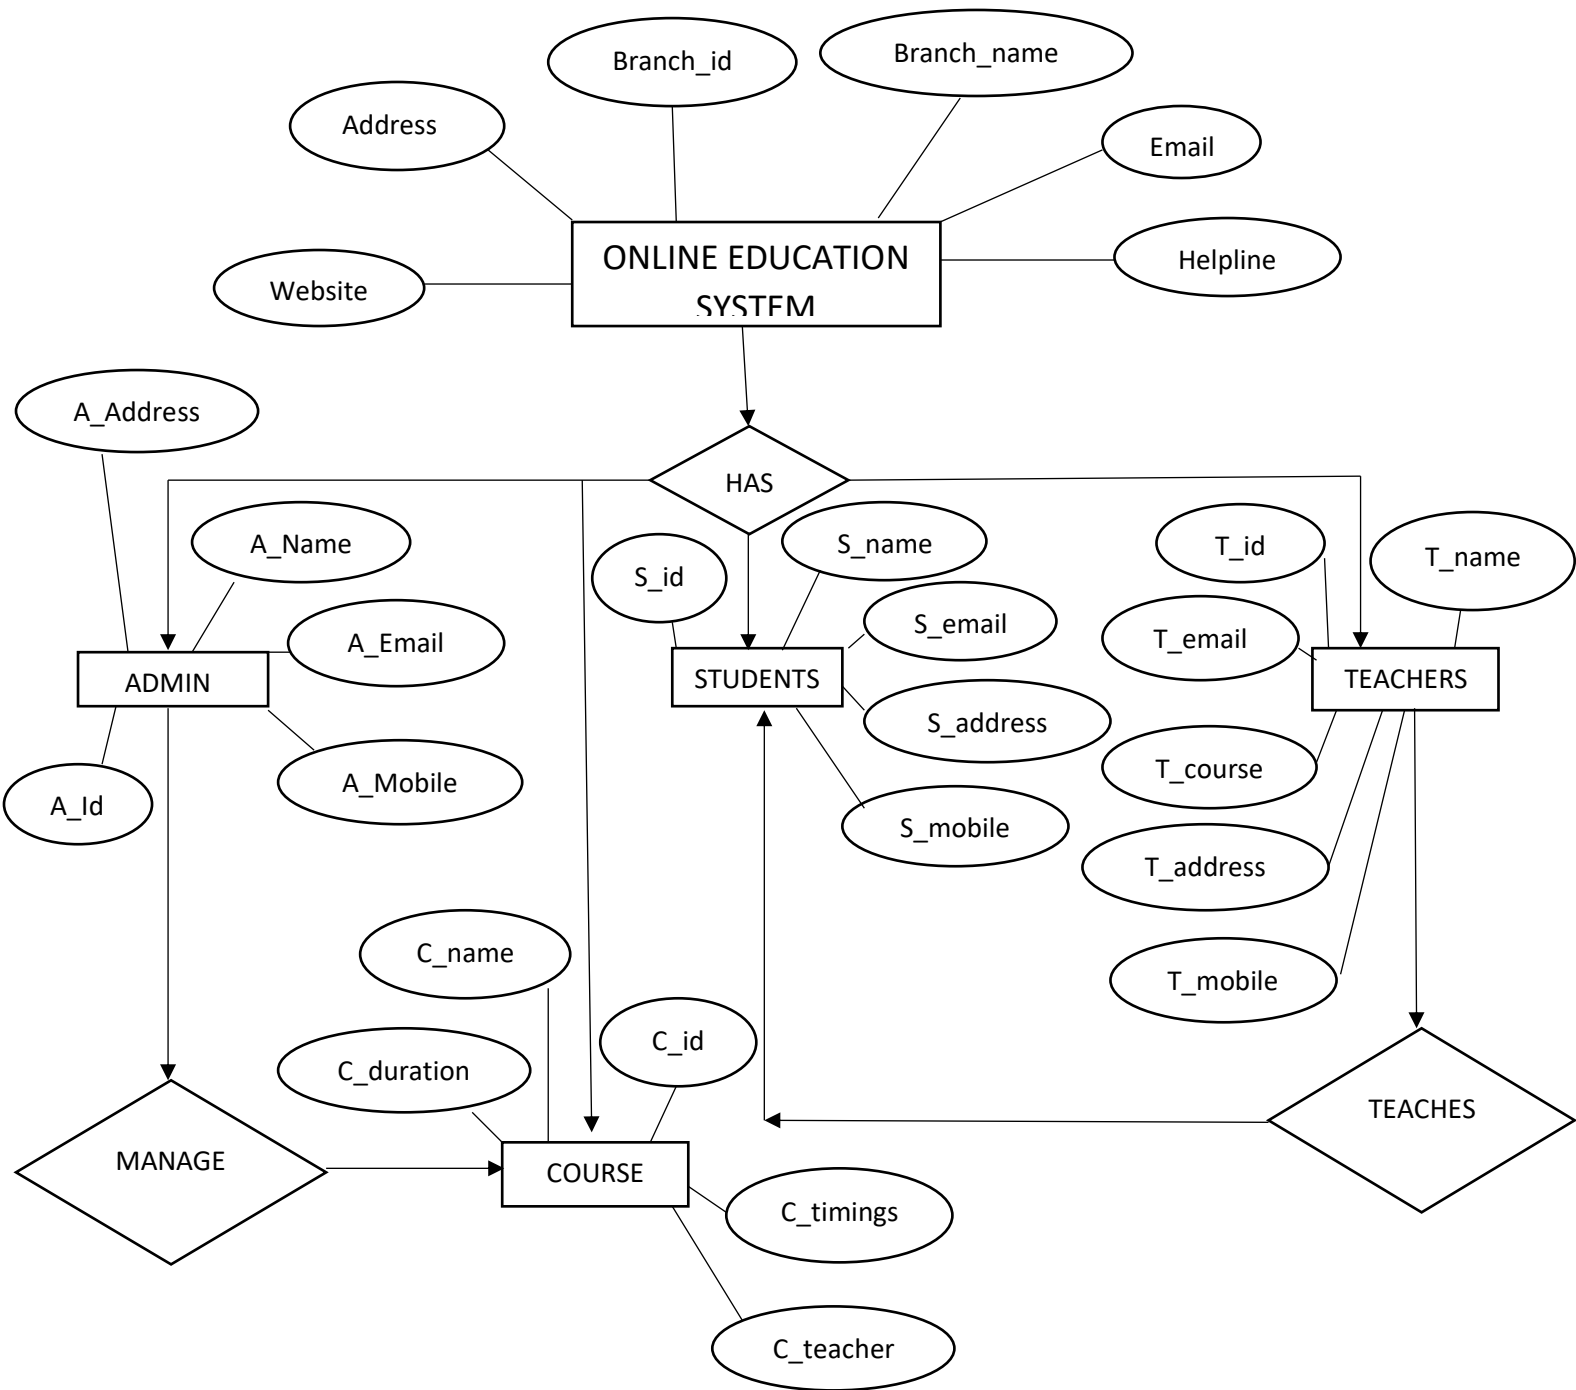 Branch_id
Branch_name
Address
Email
ONLINE EDUCATION
SYSTEM
Helpline
Website
A_Address
HAS
A_Name
S_name
T_id
T_name
S_id
S_email
T_email
A_Email
ADMIN
STUDENTS
TEACHERS
S_address
T_course
A_Mobile
A_Id
S_mobile
T_address
C_name
T_mobile
C_id
C_duration
TEACHES
MANAGE
COURSE
C_timings
C_teacher